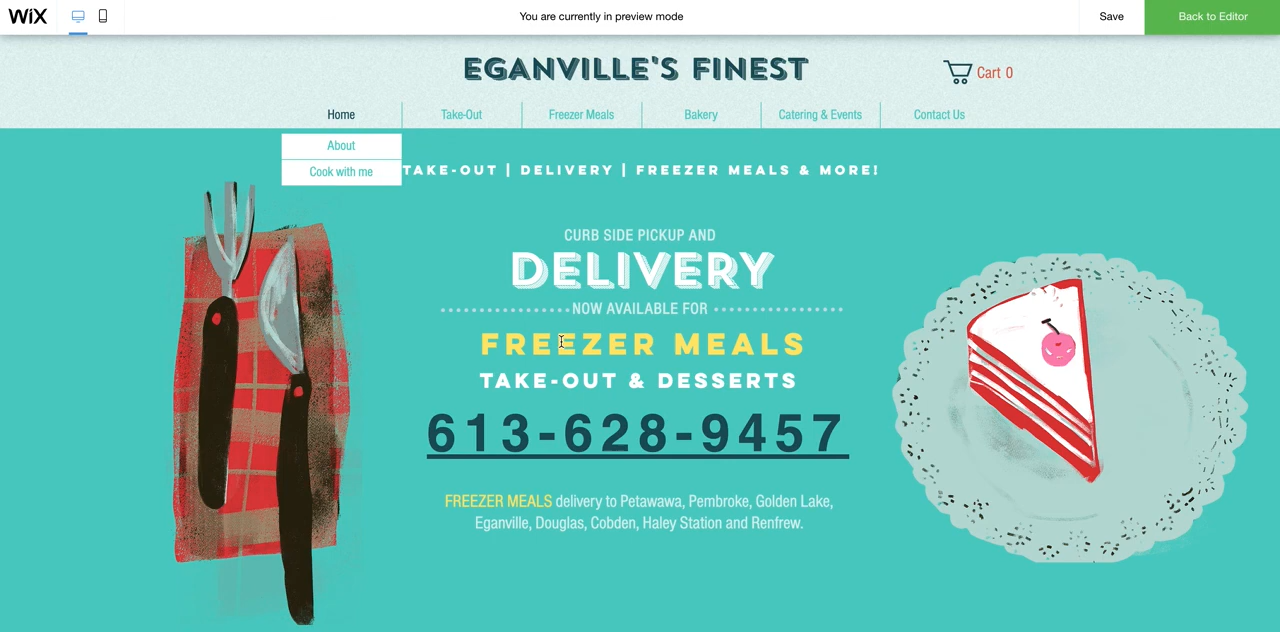 WiX
You are currently in preview mode
Save
Back to Editor
EGANVILLE'S FINEST
Cart 0
Home
Take-Out
Freezer Meals
Bakery
Catering & Events
Contact Us
About
Cook with me
TAKE-OUT | DELIVERY | FREEZER MEALS & MORE!
CURB SIDE PICKUP AND
DELIVERY
NOW AVAILABLE FOR
FREEZER MEALS
TAKE-OUT & DESSERTS
613-628-9457
FREEZER MEALS delivery to Petawawa, Pembroke, Golden Lake,
Eganville, Douglas, Cobden, Haley Station and Renfrew.